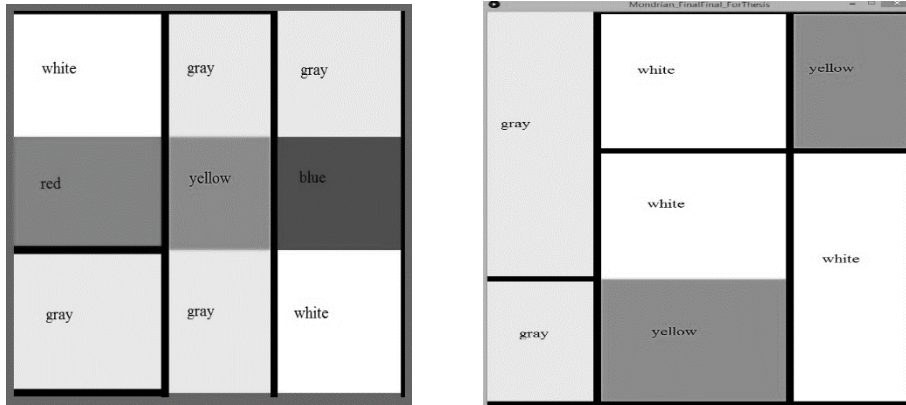 white gray gray
red yellow blue
gray gray white
Mondrian_FinalFinal_ForThesis
white yellow
gray
white
white
gray yellow